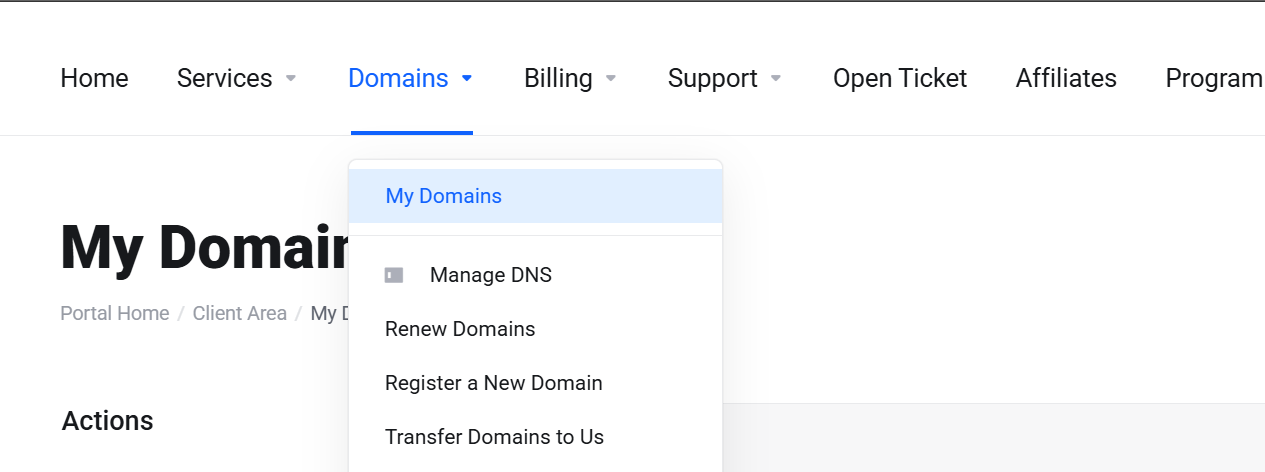 Home Services Domains Billing Support Open Ticket Affiliates Program
My Domains
My Domain
Manage DNS
Portal Home / Client Area / My D
Renew Domains
Register a New Domain
Actions
Transfer Domains to Us